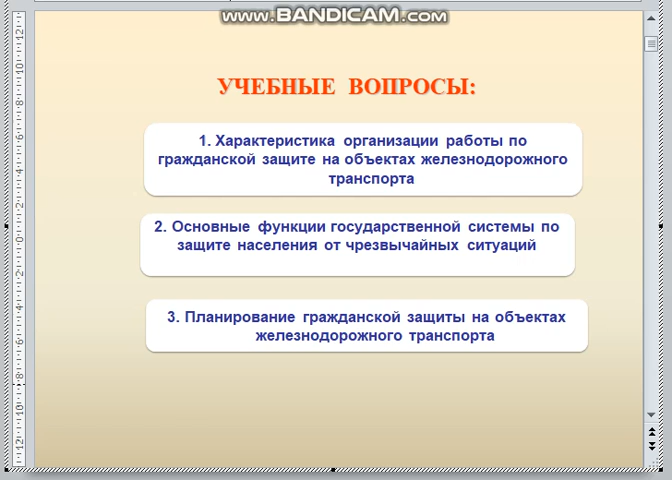 www.BANDICAM.com
УЧЕБНЫЕ ВОПРОСЫ:
1. Характеристика организации работы по
гражданской защите на объектах железнодорожного
транспорта
2. Основные функции государственной системы по
защите населения от чрезвычайных ситуаций
3. Планирование гражданской защиты на объектах
железнодорожного транспорта